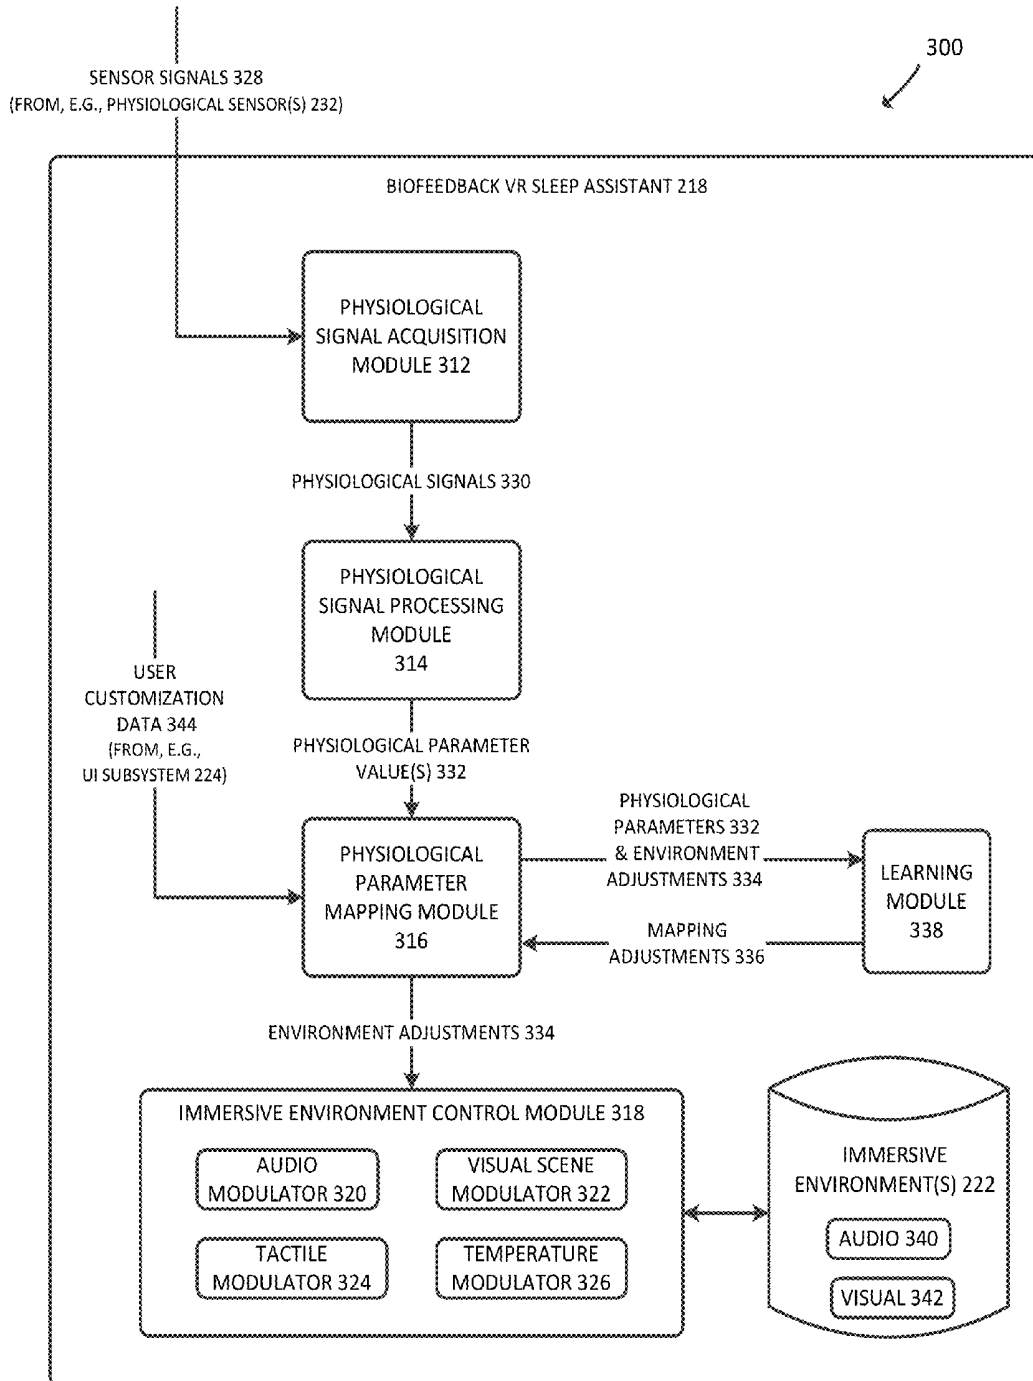 300
SENSOR SIGNALS 328
(FROM, E.G., PHYSIOLOGICAL SENSOR(S) 232)
BIOFEEDBACK VR SLEEP ASSISTANT 218
PHYSIOLOGICAL
SIGNAL ACQUISITION
MODULE 312
PHYSIOLOGICAL SIGNALS 330
PHYSIOLOGICAL
SIGNAL PROCESSING
MODULE
314
USER
CUSTOMIZATION
DATA 344
(FROM, E.G.,
UI SUBSYSTEM 224)
PHYSIOLOGICAL PARAMETER
VALUE(S) 332
PHYSIOLOGICAL
PARAMETER
MAPPING MODULE
316
PHYSIOLOGICAL
PARAMETERS 332
& ENVIRONMENT
ADJUSTMENTS 334
MAPPING
ADJUSTMENTS 336
LEARNING
MODULE
338
ENVIRONMENT ADJUSTMENTS 334
IMMERSIVE ENVIRONMENT CONTROL MODULE 318
AUDIO
MODULATOR 320
VISUAL SCENE
MODULATOR 322
TACTILE
MODULATOR 324
TEMPERATURE
MODULATOR 326
IMMERSIVE
ENVIRONMENT(S) 222
AUDIO 340
VISUAL 342